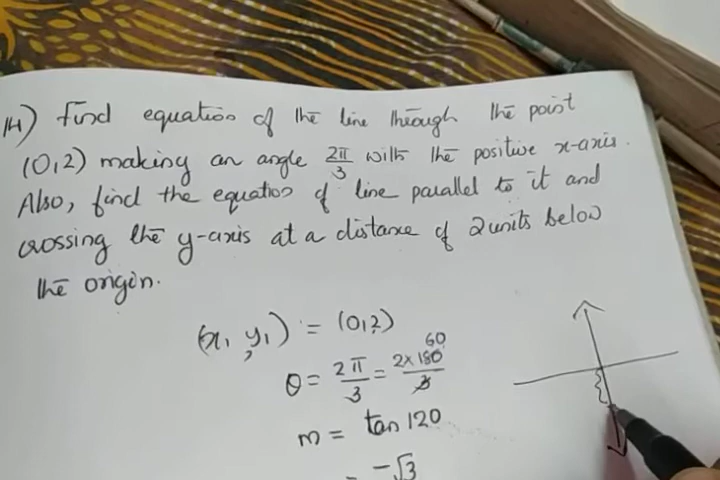 14) Find equation of the line through the point
(0,2) making an angle 2π/3 with the positive x-axis.
Also, find the equation of line parallel to it and
crossing the y-axis at a distance of 2 units below
the origin.
(x₁, y₁) = (0,2)
θ = 2π/3 = 2×180/3 60
m = tan 120
= -√3